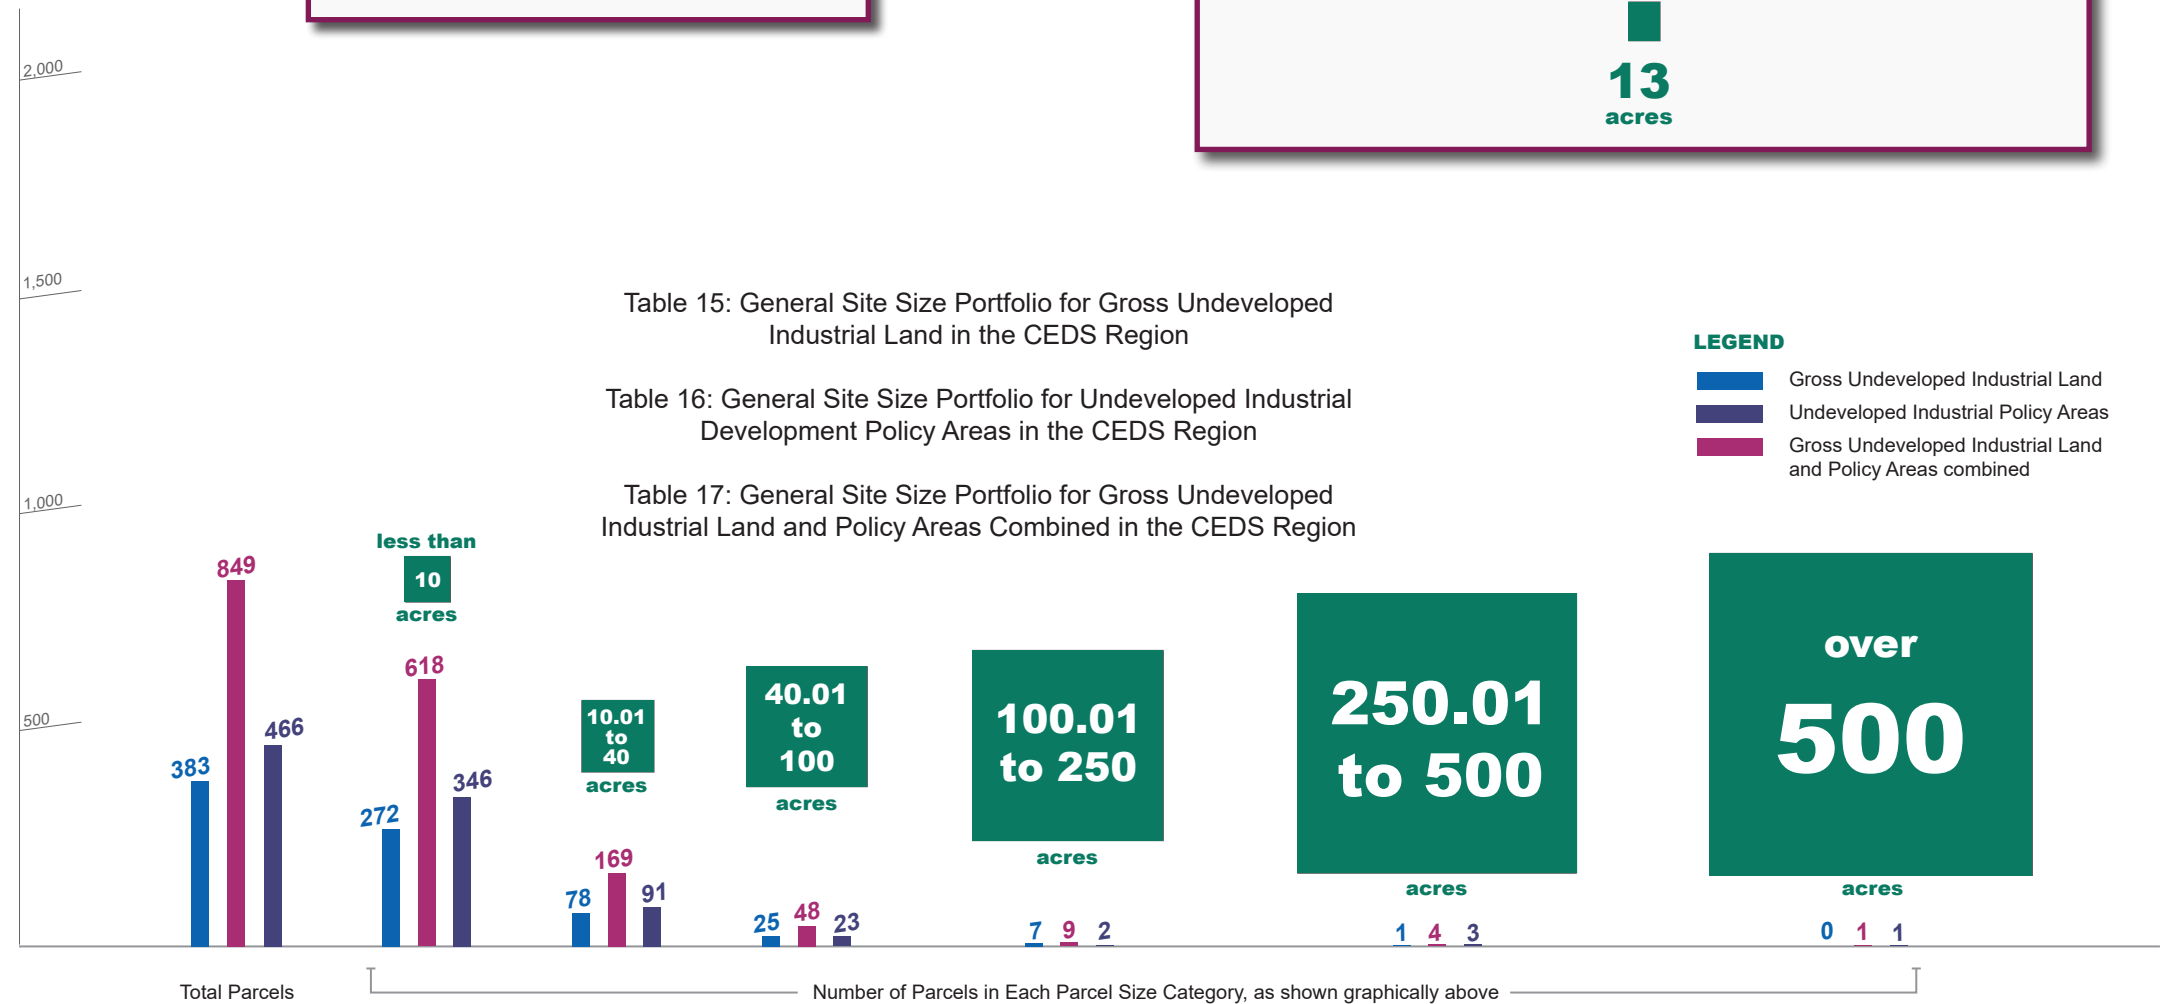 13
acres
2,000
1,500
1,000
500
Table 15: General Site Size Portfolio for Gross Undeveloped
Industrial Land in the CEDS Region
Table 16: General Site Size Portfolio for Undeveloped Industrial
Development Policy Areas in the CEDS Region
Table 17: General Site Size Portfolio for Gross Undeveloped
Industrial Land and Policy Areas Combined in the CEDS Region
LEGEND
Gross Undeveloped Industrial Land
Undeveloped Industrial Policy Areas
Gross Undeveloped Industrial Land
and Policy Areas combined
383
849
466
less than
10
acres
272
618
346
10.01
to
40
acres
78
169
91
40.01
to
100
acres
25
48
23
100.01
to 250
acres
7
9
2
250.01
to 500
acres
1
4
3
over
500
acres
0
1
1
Total Parcels
Number of Parcels in Each Parcel Size Category, as shown graphically above